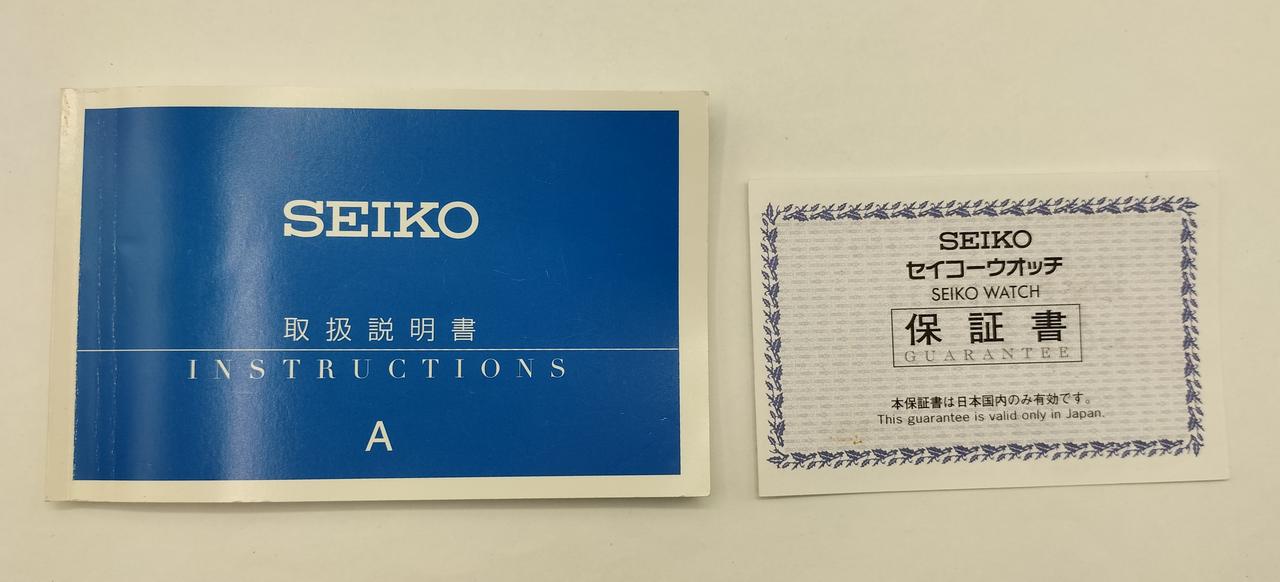 SEIKO
取扱説明書
INSTRUCTIONS
A
SEIKO
セイコーウオッチ
SEIKO WATCH
保証書
GUARANTEE
本保証書は日本国内のみ有効です。
This guarantee is valid only in Japan.